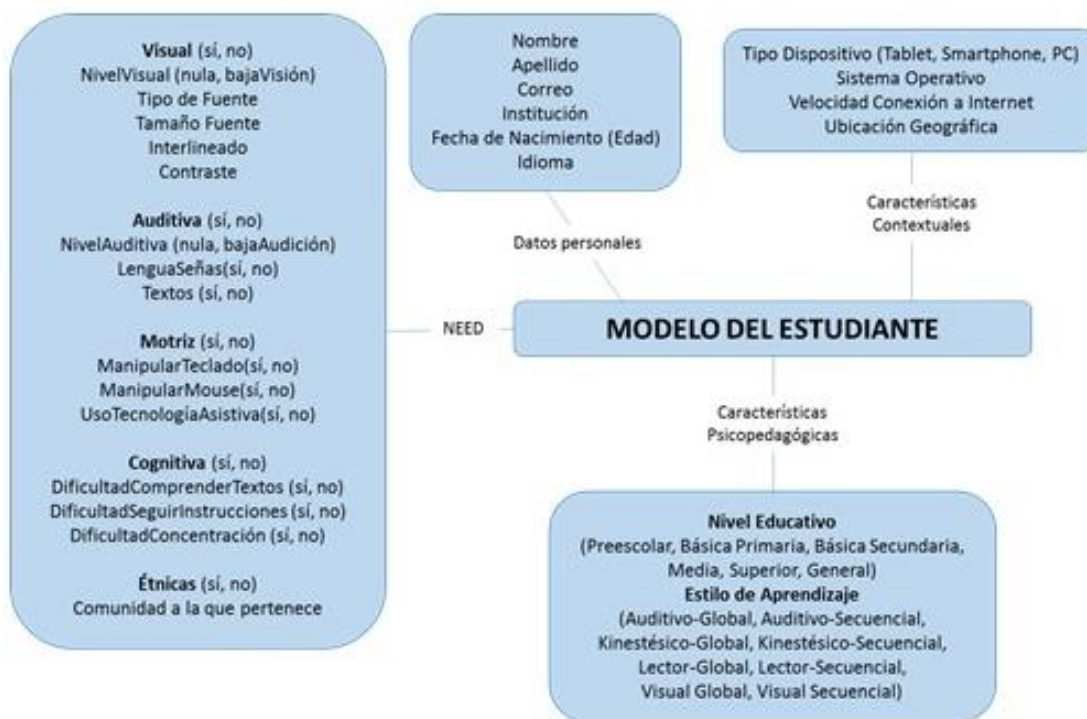 Visual (sí, no)
NivelVisual (nula, bajaVisión)
Tipo de Fuente
Tamaño Fuente
Interlineado
Contraste
Auditiva (sí, no)
NivelAuditiva (nula, bajaAudición)
LenguaSeñas(sí, no)
Textos (sí, no)
Motriz (sí, no)
ManipularTeclado(sí, no)
ManipularMouse(sí, no)
UsoTecnologíaAsistiva(sí, no)
Cognitiva (sí, no)
DificultadComprenderTextos (sí, no)
DificultadSeguirInstrucciones (sí, no)
DificultadConcentración (sí, no)
Étnicas (sí, no)
Comunidad a la que pertenece
NEED
Nombre
Apellido
Correo
Institución
Fecha de Nacimiento (Edad)
Idioma
Datos personales
Tipo Dispositivo (Tablet, Smartphone, PC)
Sistema Operativo
Velocidad Conexión a Internet
Ubicación Geográfica
Características
Contextuales
MODELO DEL ESTUDIANTE
Características
Psicopedagógicas
Nivel Educativo
(Preescolar, Básica Primaria, Básica Secundaria,
Media, Superior, General)
Estilo de Aprendizaje
(Auditivo-Global, Auditivo-Secuencial,
Kinestésico-Global, Kinestésico-Secuencial,
Lector-Global, Lector-Secuencial,
Visual Global, Visual Secuencial)